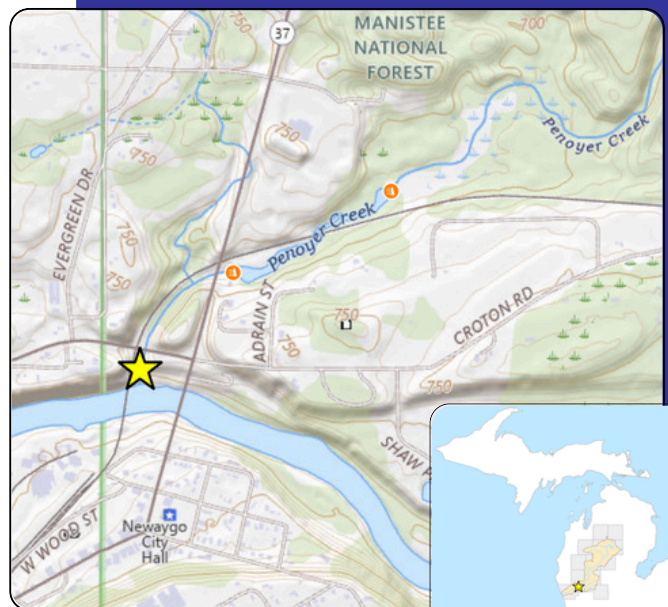 MANISTEE
NATIONAL
FOREST
700
37
750
750
750
Penoyer Creek
EVERGREEN DR
750
Penoyer Creek
ADRAIN ST
750
CROTON RD
750
750
SHAW
Newaygo
City
Hall
W WOOD ST